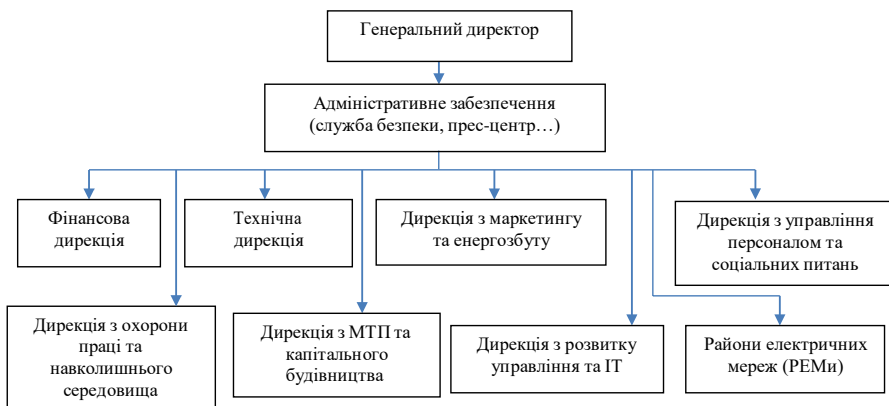 Генеральний директор
Адміністративне забезпечення
(служба безпеки, прес-центр…)
Фінансова
дирекція
Технічна
дирекція
Дирекція з маркетингу
та енергозбуту
Дирекція з управління
персоналом та
соціальних питань
Дирекція з охорони
праці та
навколишнього
середовища
Дирекція з МТП та
капітального
будівництва
Дирекція з розвитку
управління та ІТ
Райони електричних
мереж (РЕМи)